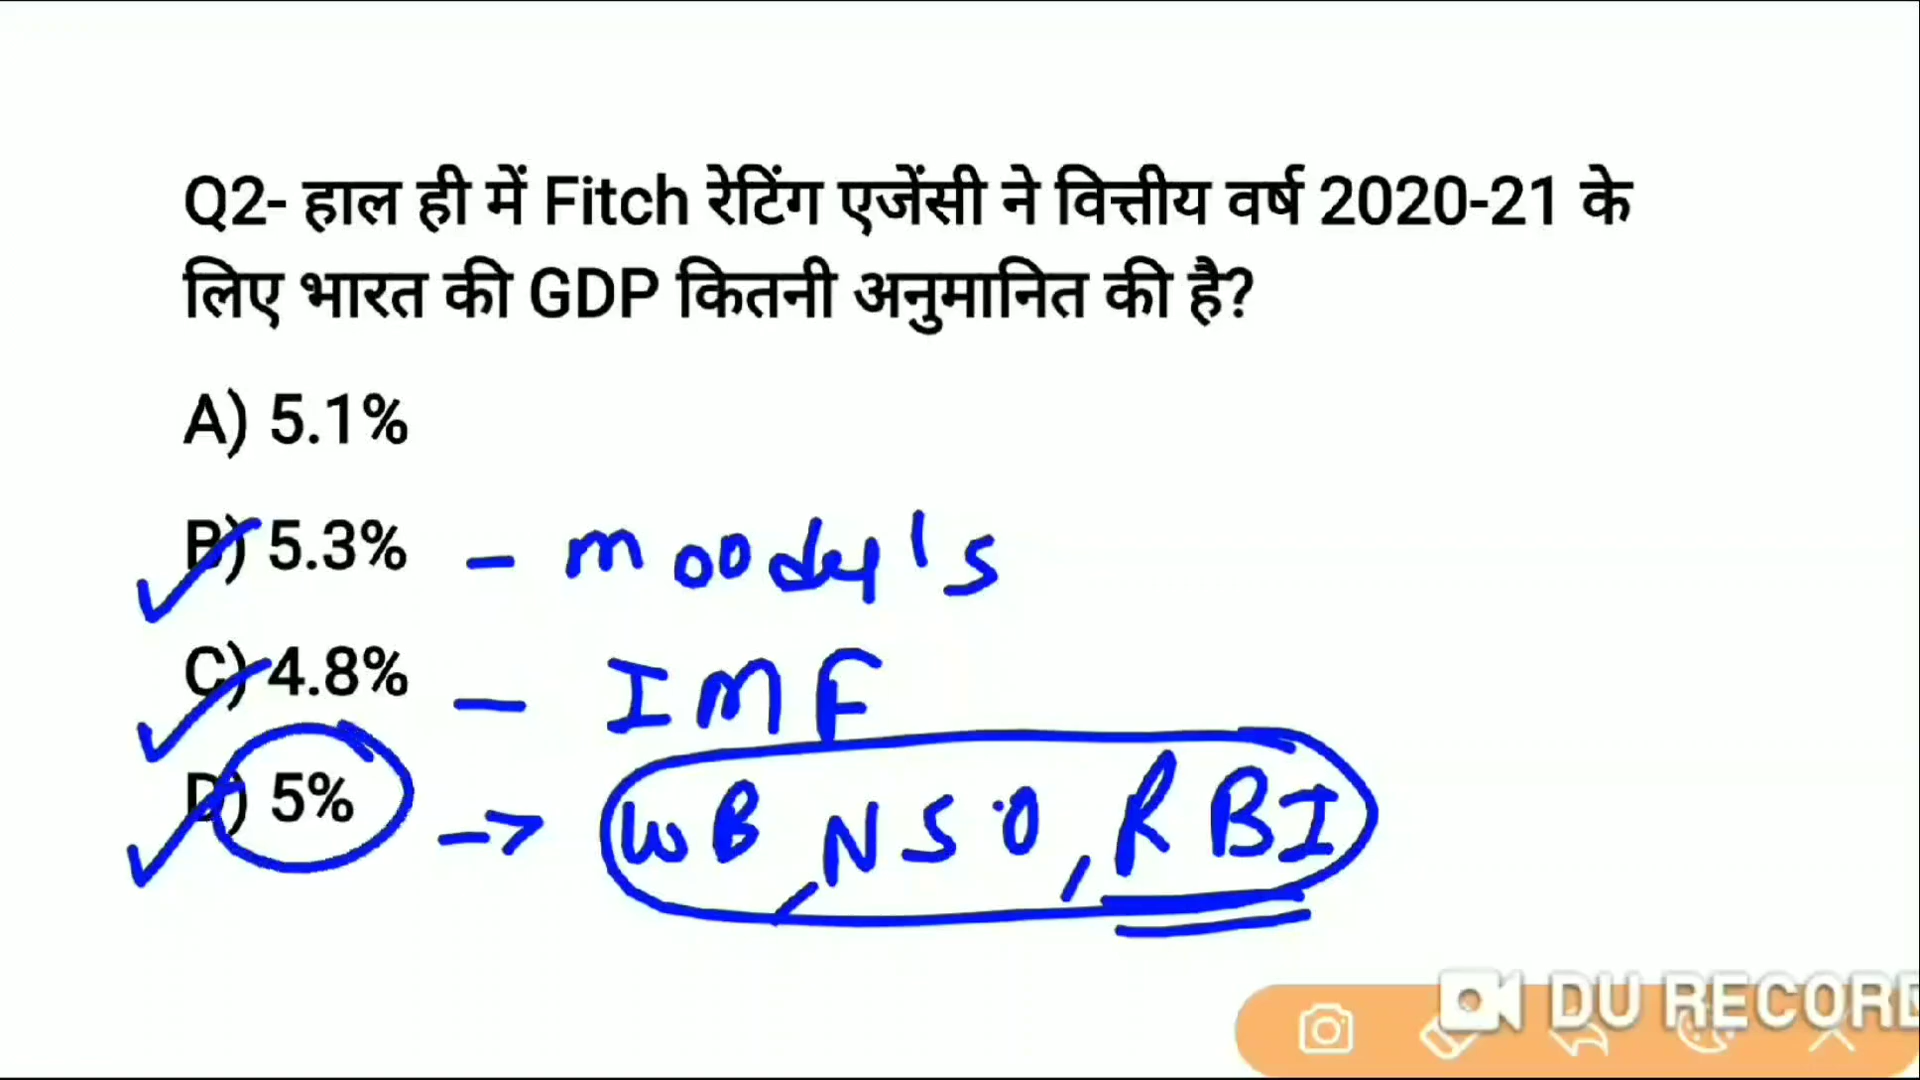 Q2- हाल ही में Fitch रेटिंग एजेंसी ने वित्तीय वर्ष 2020-21 के
लिए भारत की GDP कितनी अनुमानित की है?
A) 5.1%
B) 5.3% - moody's
C) 4.8% - IMF
D) 5% -> WB, NSO, RBI
DU RECORD